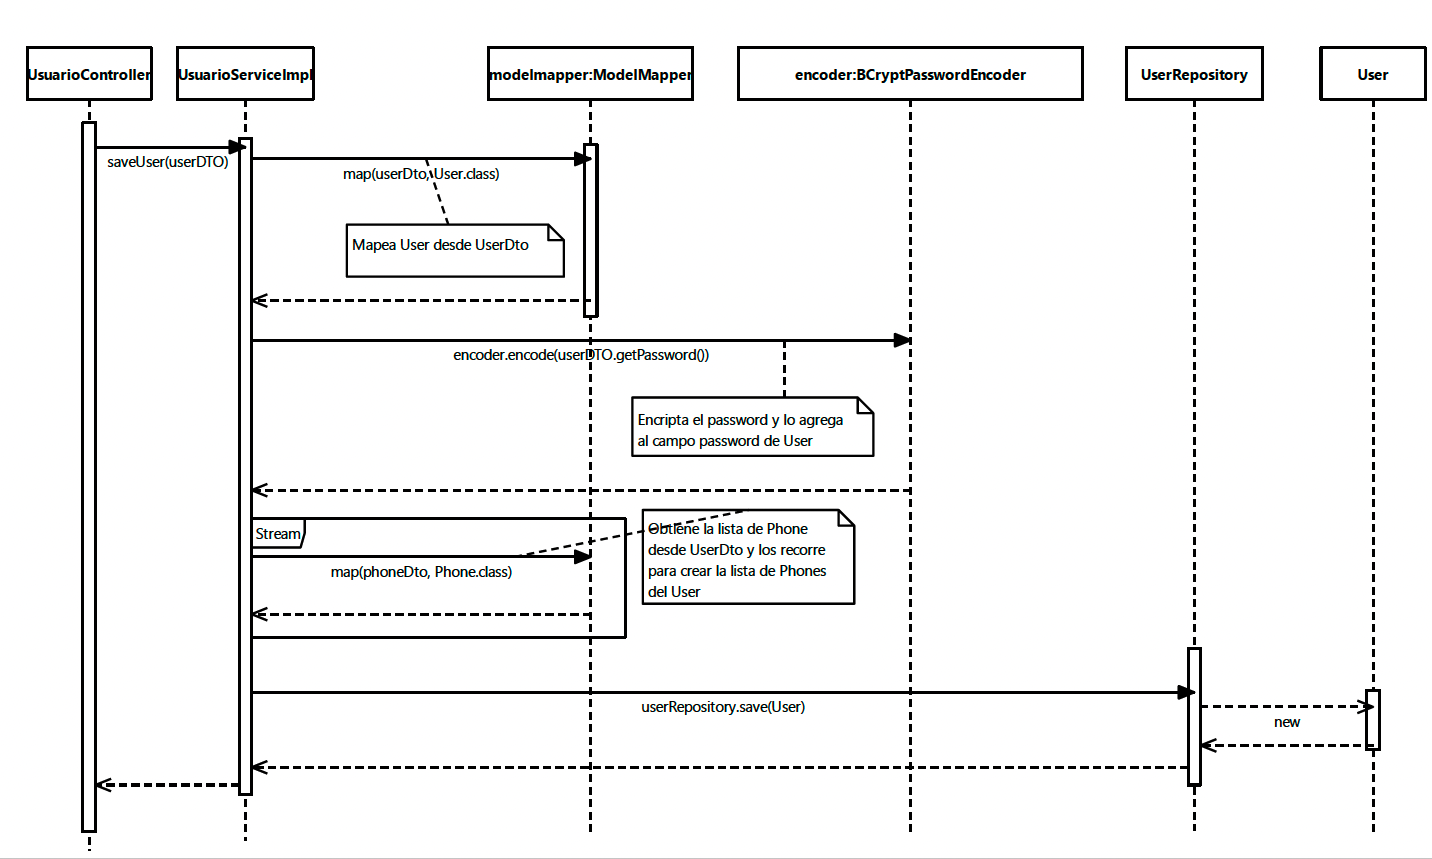 UsuarioController
UsuarioServiceImpl
modelmapper:ModelMapper
encoder:BCryptPasswordEncoder
UserRepository
User
saveUser(userDTO)
map(userDto, User.class)
Mapea User desde UserDto
encoder.encode(userDTO.getPassword())
Encripta el password y lo agrega
al campo password de User
Stream
Obtiene la lista de Phone
desde UserDto y los recorre
para crear la lista de Phones
del User
map(phoneDto, Phone.class)
userRepository.save(User)
new